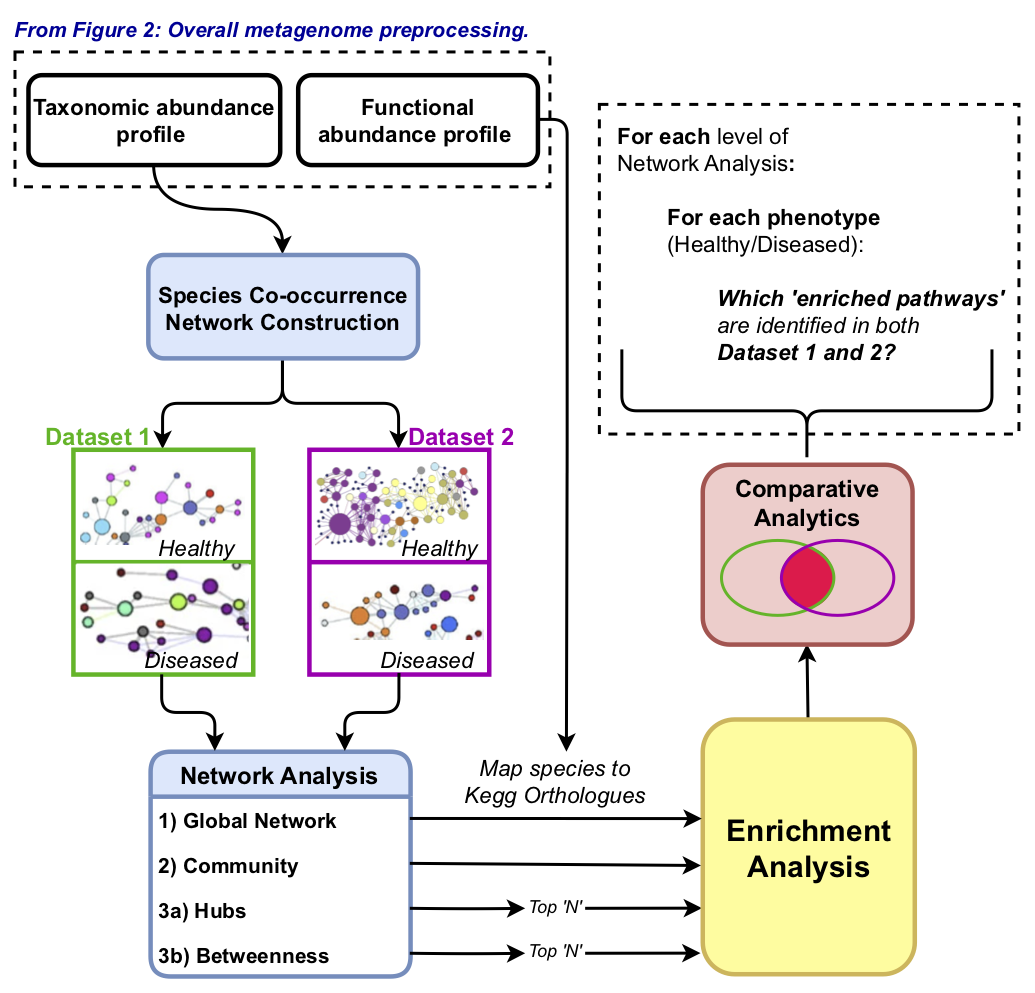 From Figure 2: Overall metagenome preprocessing.
Taxonomic abundance
profile
Functional
abundance profile
For each level of
Network Analysis:
For each phenotype
(Healthy/Diseased):
Which 'enriched pathways'
are identified in both
Dataset 1 and 2?
Species Co-occurrence
Network Construction
Dataset 1
Dataset 2
Healthy
Healthy
Diseased
Diseased
Comparative
Analytics
Network Analysis
1) Global Network
2) Community
3a) Hubs
3b) Betweenness
Map species to
Kegg Orthologues
Top 'N'
Top 'N'
Enrichment
Analysis